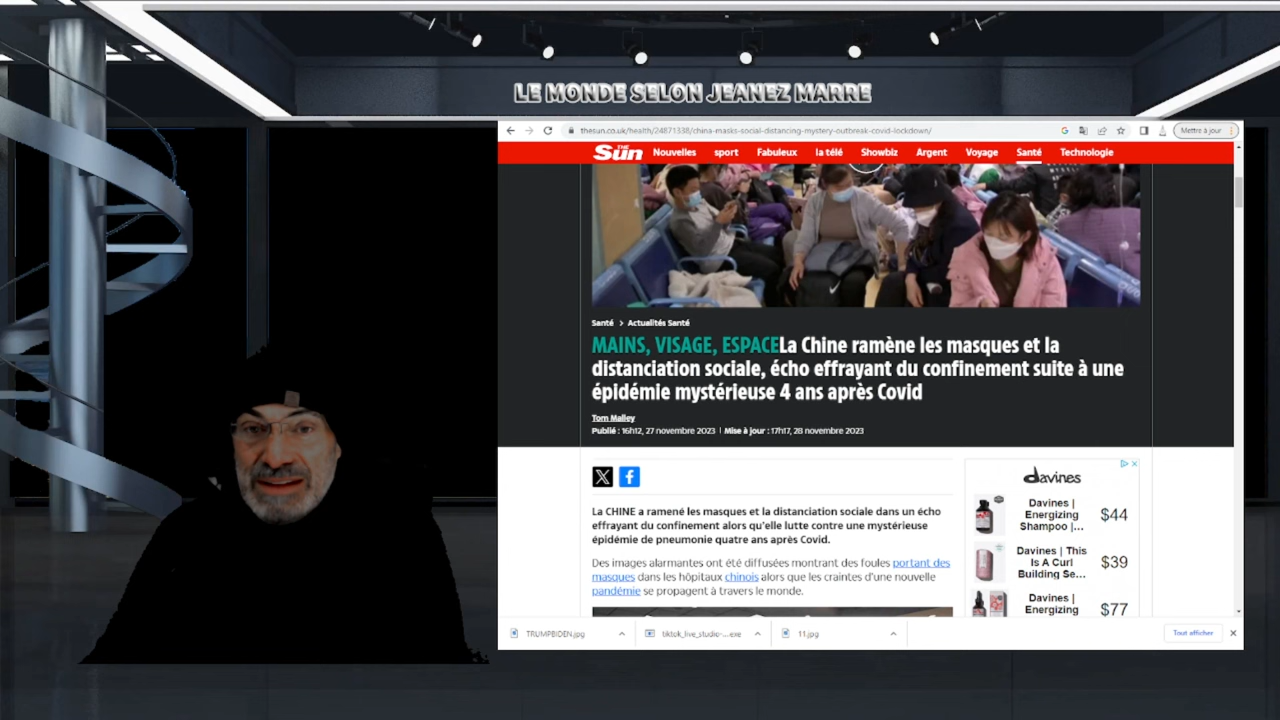 LE MONDE SELON JEANEZ MARRE
thesun.co.uk/health/24871338/china-masks-social-distancing-mystery-outbreak-covid-lockdown/
Mettre à jour
THE Sun Nouvelles sport Fabuleux la télé Showbiz Argent Voyage Santé Technologie
Santé > Actualités Santé
MAINS, VISAGE, ESPACELa Chine ramène les masques et la
distanciation sociale, écho effrayant du confinement suite à une
épidémie mystérieuse 4 ans après Covid
Tom Malley
Publié : 16h12, 27 novembre 2023 | Mise à jour : 17h17, 28 novembre 2023
La CHINE a ramené les masques et la distanciation sociale dans un écho
effrayant du confinement alors qu'elle lutte contre une mystérieuse
épidémie de pneumonie quatre ans après Covid.
Des images alarmantes ont été diffusées montrant des foules portant des
masques dans les hôpitaux chinois alors que les craintes d'une nouvelle
pandémie se propagent à travers le monde.
davines
Davines |
Energizing
Shampoo |...
$44
Davines | This
Is A Curl
Building Se...
$39
Davines |
Energizing
$77
TRUMPBIDEN.jpg
tiktok_live_studio-....exe
11.jpg
Tout afficher